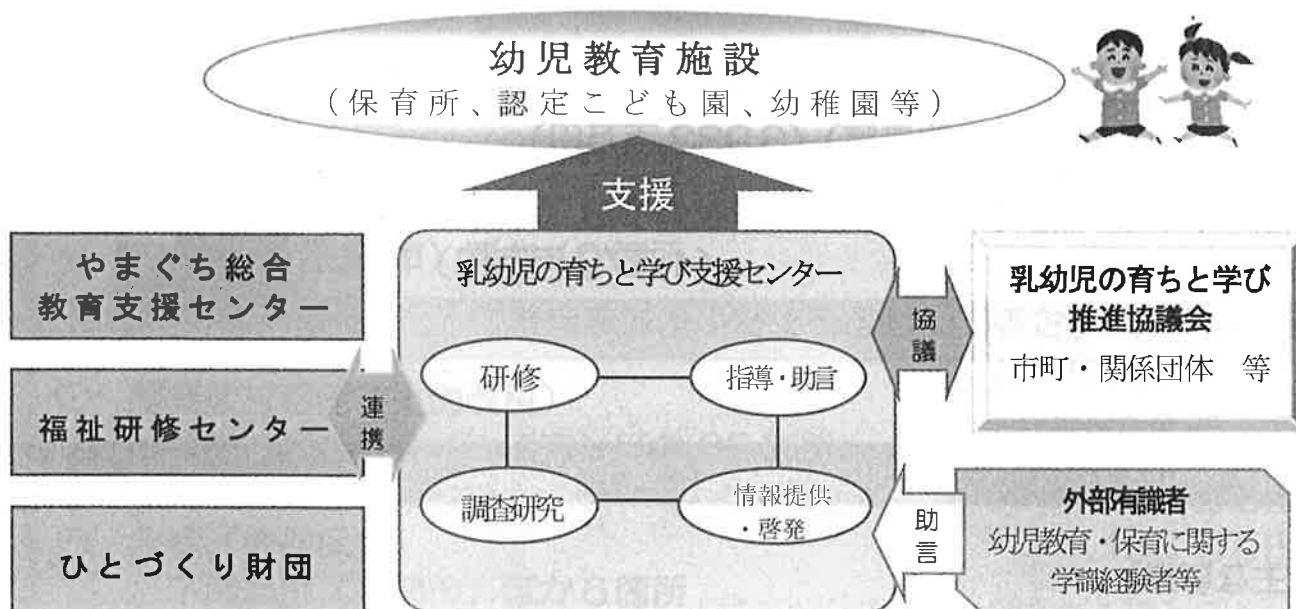 幼児教育施設
（保育所、認定こども園、幼稚園等）
支援
やまぐち総合
教育支援センター
福祉研修センター
ひとづくり財団
連携
乳幼児の育ちと学び支援センター
研修
指導・助言
調査研究
情報提供
・啓発
協議
乳幼児の育ちと学び
推進協議会
市町・関係団体　等
助言
外部有識者
幼児教育・保育に関する
学識経験者等